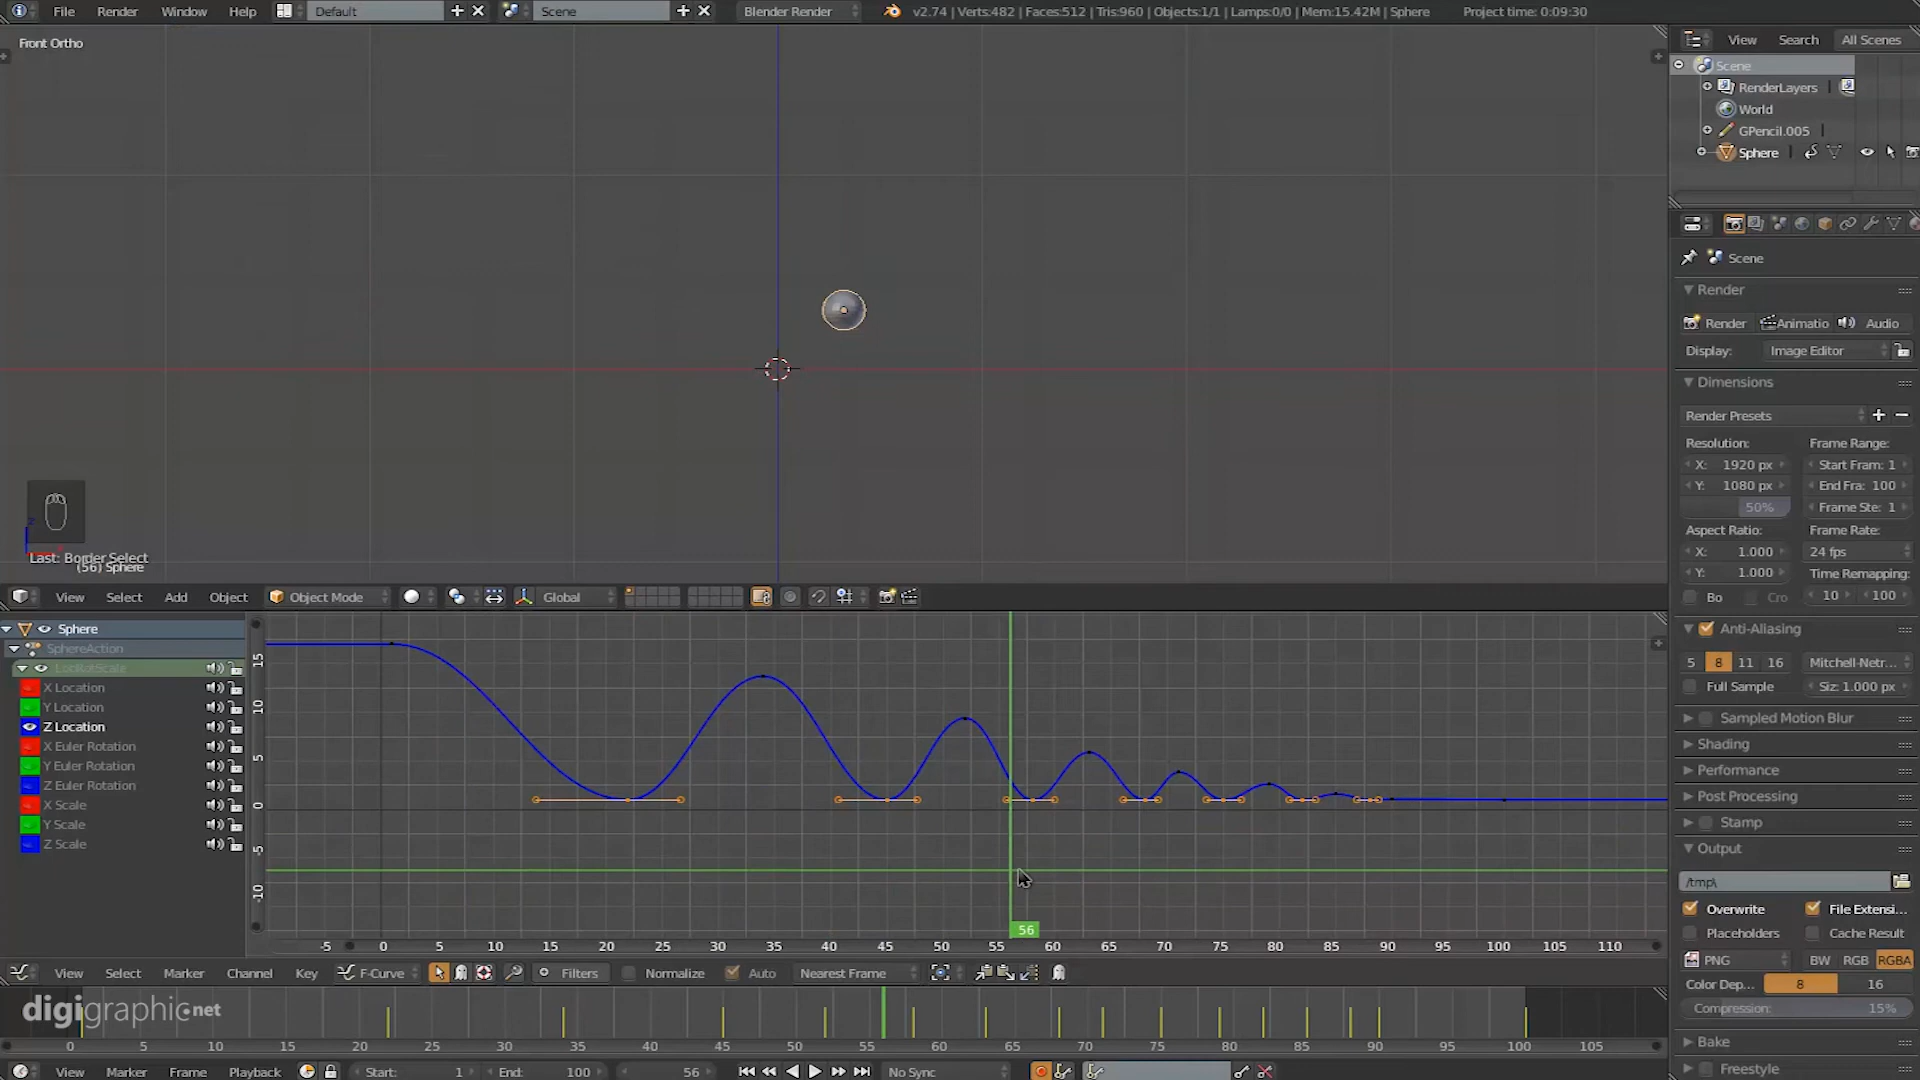 File Render Window Help Default Scene Blender Render v2.74 | Verts:482 | Faces:512 | Tris:960 | Objects:1/1 | Lamps:0/0 | Mem:15.42M | Sphere Project time: 0:09:30
Front Ortho
View Search All Scenes
Scene
RenderLayers
World
GPencil.005
Sphere
Scene
Render
Render Animatio Audio
Display: Image Editor
Dimensions
Render Presets
Resolution: Frame Range:
X: 1920 px Start Fram: 1
Y: 1080 px End Fra: 100
50% Frame Ste: 1
Aspect Ratio: Frame Rate:
X: 1.000 24 fps
Y: 1.000 Time Remapping:
Bo Cro 10 100
Anti-Aliasing
5 8 11 16 Mitchell-Netr...
Full Sample Siz: 1.000 px
Sampled Motion Blur
Shading
Performance
Post Processing
Stamp
Output
/tmp\
Overwrite File Extensi...
Placeholders Cache Result
PNG BW RGB RGBA
Color Dep... 8 16
Compression: 15%
Bake
Freestyle
Z
Last: Border Select
(56) Sphere
View Select Add Object Object Mode Global
Sphere
SphereAction
LocRotScale
X Location
Y Location
Z Location
X Euler Rotation
Y Euler Rotation
Z Euler Rotation
X Scale
Y Scale
Z Scale
15
10
5
0
-5
-10
56
-5 0 5 10 15 20 25 30 35 40 45 50 55 60 65 70 75 80 85 90 95 100 105 110
View Select Marker Channel Key F-Curve Filters Normalize Auto Nearest Frame
digigraphic.net
0 5 10 15 20 25 30 35 40 45 50 55 60 65 70 75 80 85 90 95 100 105
View Marker Frame Playback Start: 1 End: 100 56 No Sync